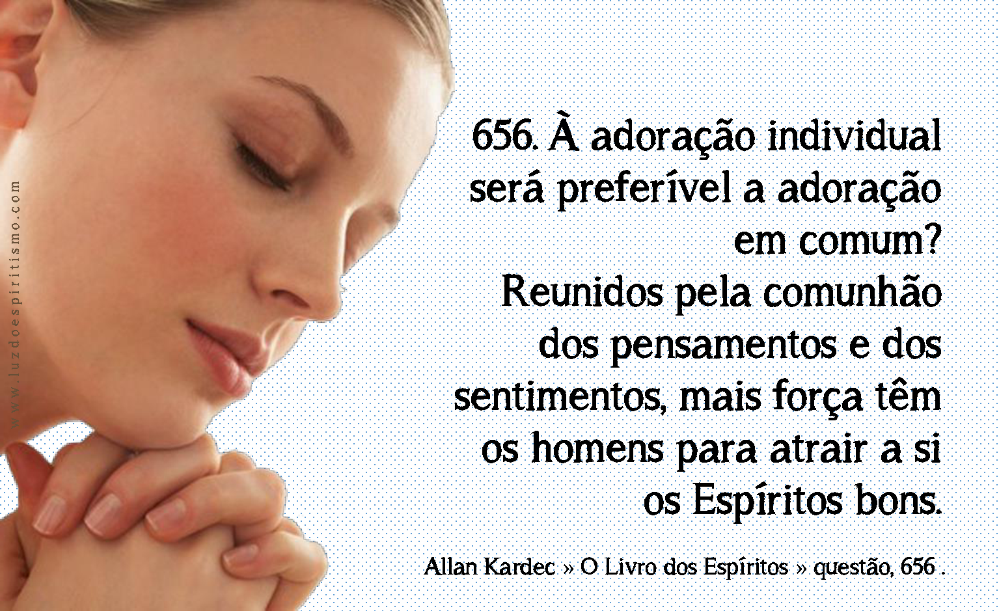 656. À adoração individual
será preferível a adoração
em comum?
Reunidos pela comunhão
dos pensamentos e dos
sentimentos, mais força têm
os homens para atrair a si
os Espíritos bons.
Allan Kardec » O Livro dos Espíritos » questão, 656 .
www.luzdoespiritismo.com